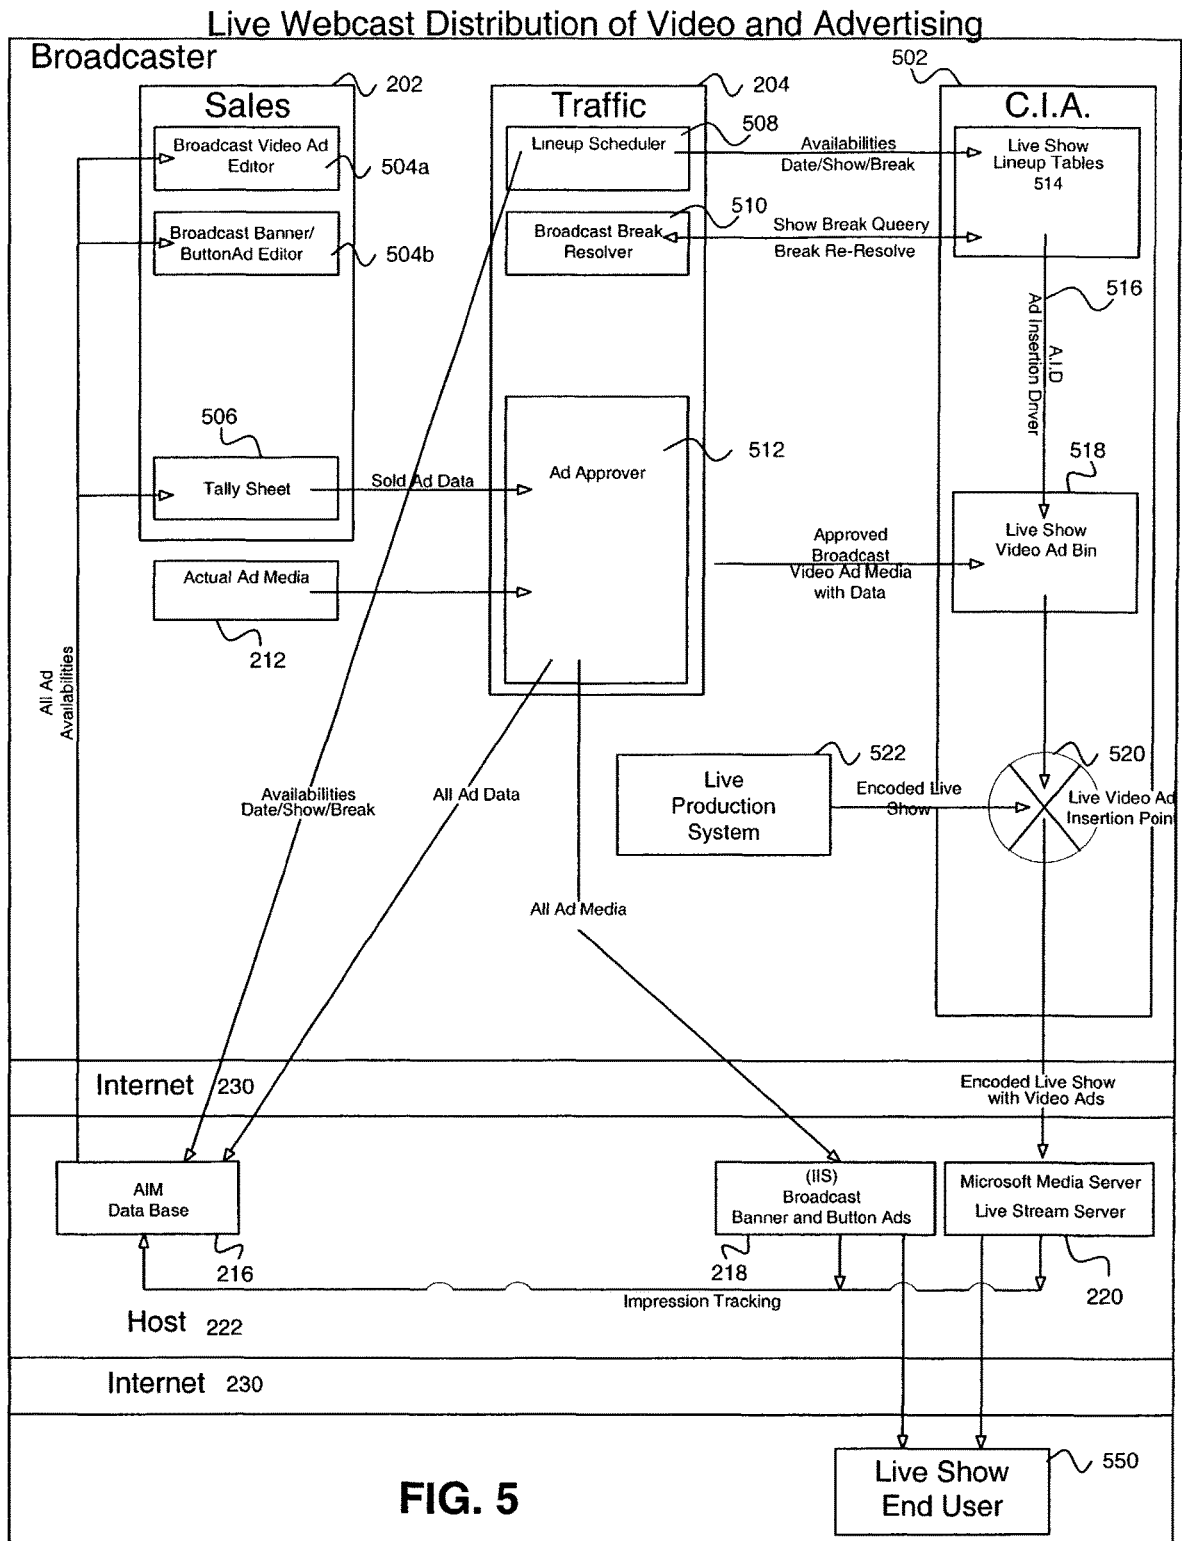 Live Webcast Distribution of Video and Advertising
Broadcaster
202
Sales
Broadcast Video Ad
Editor
504a
Broadcast Banner/
ButtonAd Editor
504b
506
Tally Sheet
Sold Ad Data
Actual Ad Media
212
All Ad
Availabilities
204
Traffic
508
Lineup Scheduler
Availabilities
Date/Show/Break
510
Broadcast Break
Resolver
Show Break Queery
Break Re-Resolve
512
Ad Approver
Approved
Broadcast
Video Ad Media
with Data
502
C.I.A.
Live Show
Lineup Tables
514
516
A.I.D
Ad Insertion Driver
518
Live Show
Video Ad Bin
522
Live
Production
System
Encoded Live
Show
520
Live Video Ad
Insertion Point
Availabilities
Date/Show/Break
All Ad Data
All Ad Media
Internet 230
Encoded Live Show
with Video Ads
AIM
Data Base
216
(IIS)
Broadcast
Banner and Button Ads
218
Microsoft Media Server
Live Stream Server
220
Impression Tracking
Host 222
Internet 230
Live Show
End User
550
FIG. 5